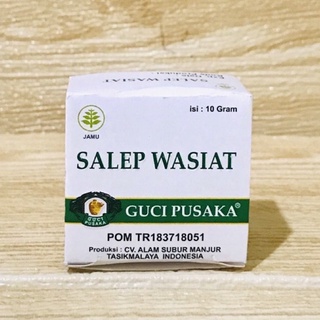 isi : 10 Gram
JAMU
SALEP WASIAT
GUCI PUSAKA®
GUCI
PUSAKA
POM TR183718051
Produksi : CV. ALAM SUBUR MANJUR
TASIKMALAYA INDONESIA